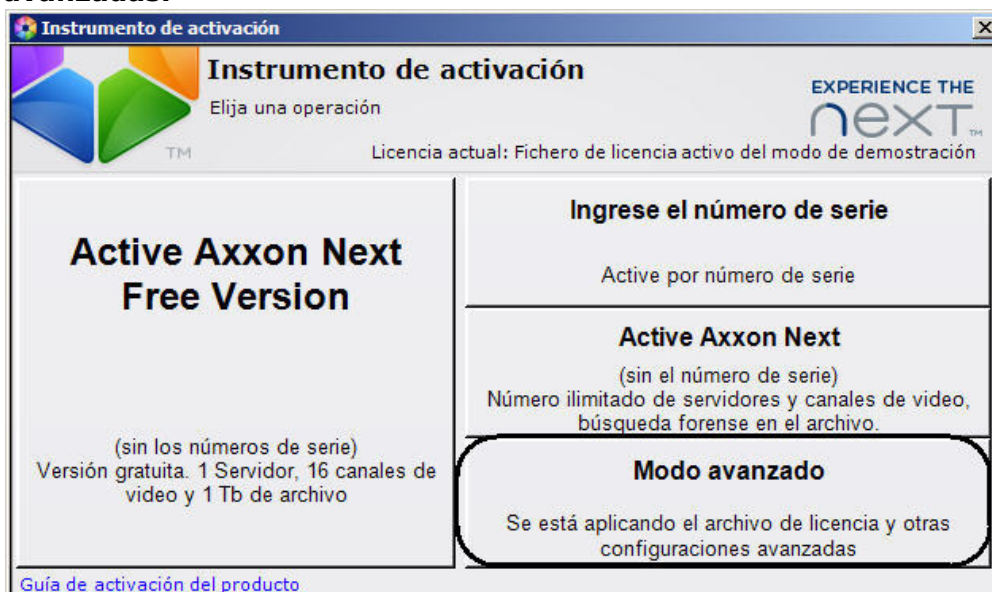 avanzadas.
Instrumento de activación
Instrumento de activación
Elija una operación
EXPERIENCE THE
next TM
TM
Licencia actual: Fichero de licencia activo del modo de demostración
Active Axxon Next
Free Version
(sin los números de serie)
Versión gratuita. 1 Servidor, 16 canales de
video y 1 Tb de archivo
Ingrese el número de serie
Active por número de serie
Active Axxon Next
(sin el número de serie)
Número ilimitado de servidores y canales de video,
búsqueda forense en el archivo.
Modo avanzado
Se está aplicando el archivo de licencia y otras
configuraciones avanzadas
Guía de activación del producto